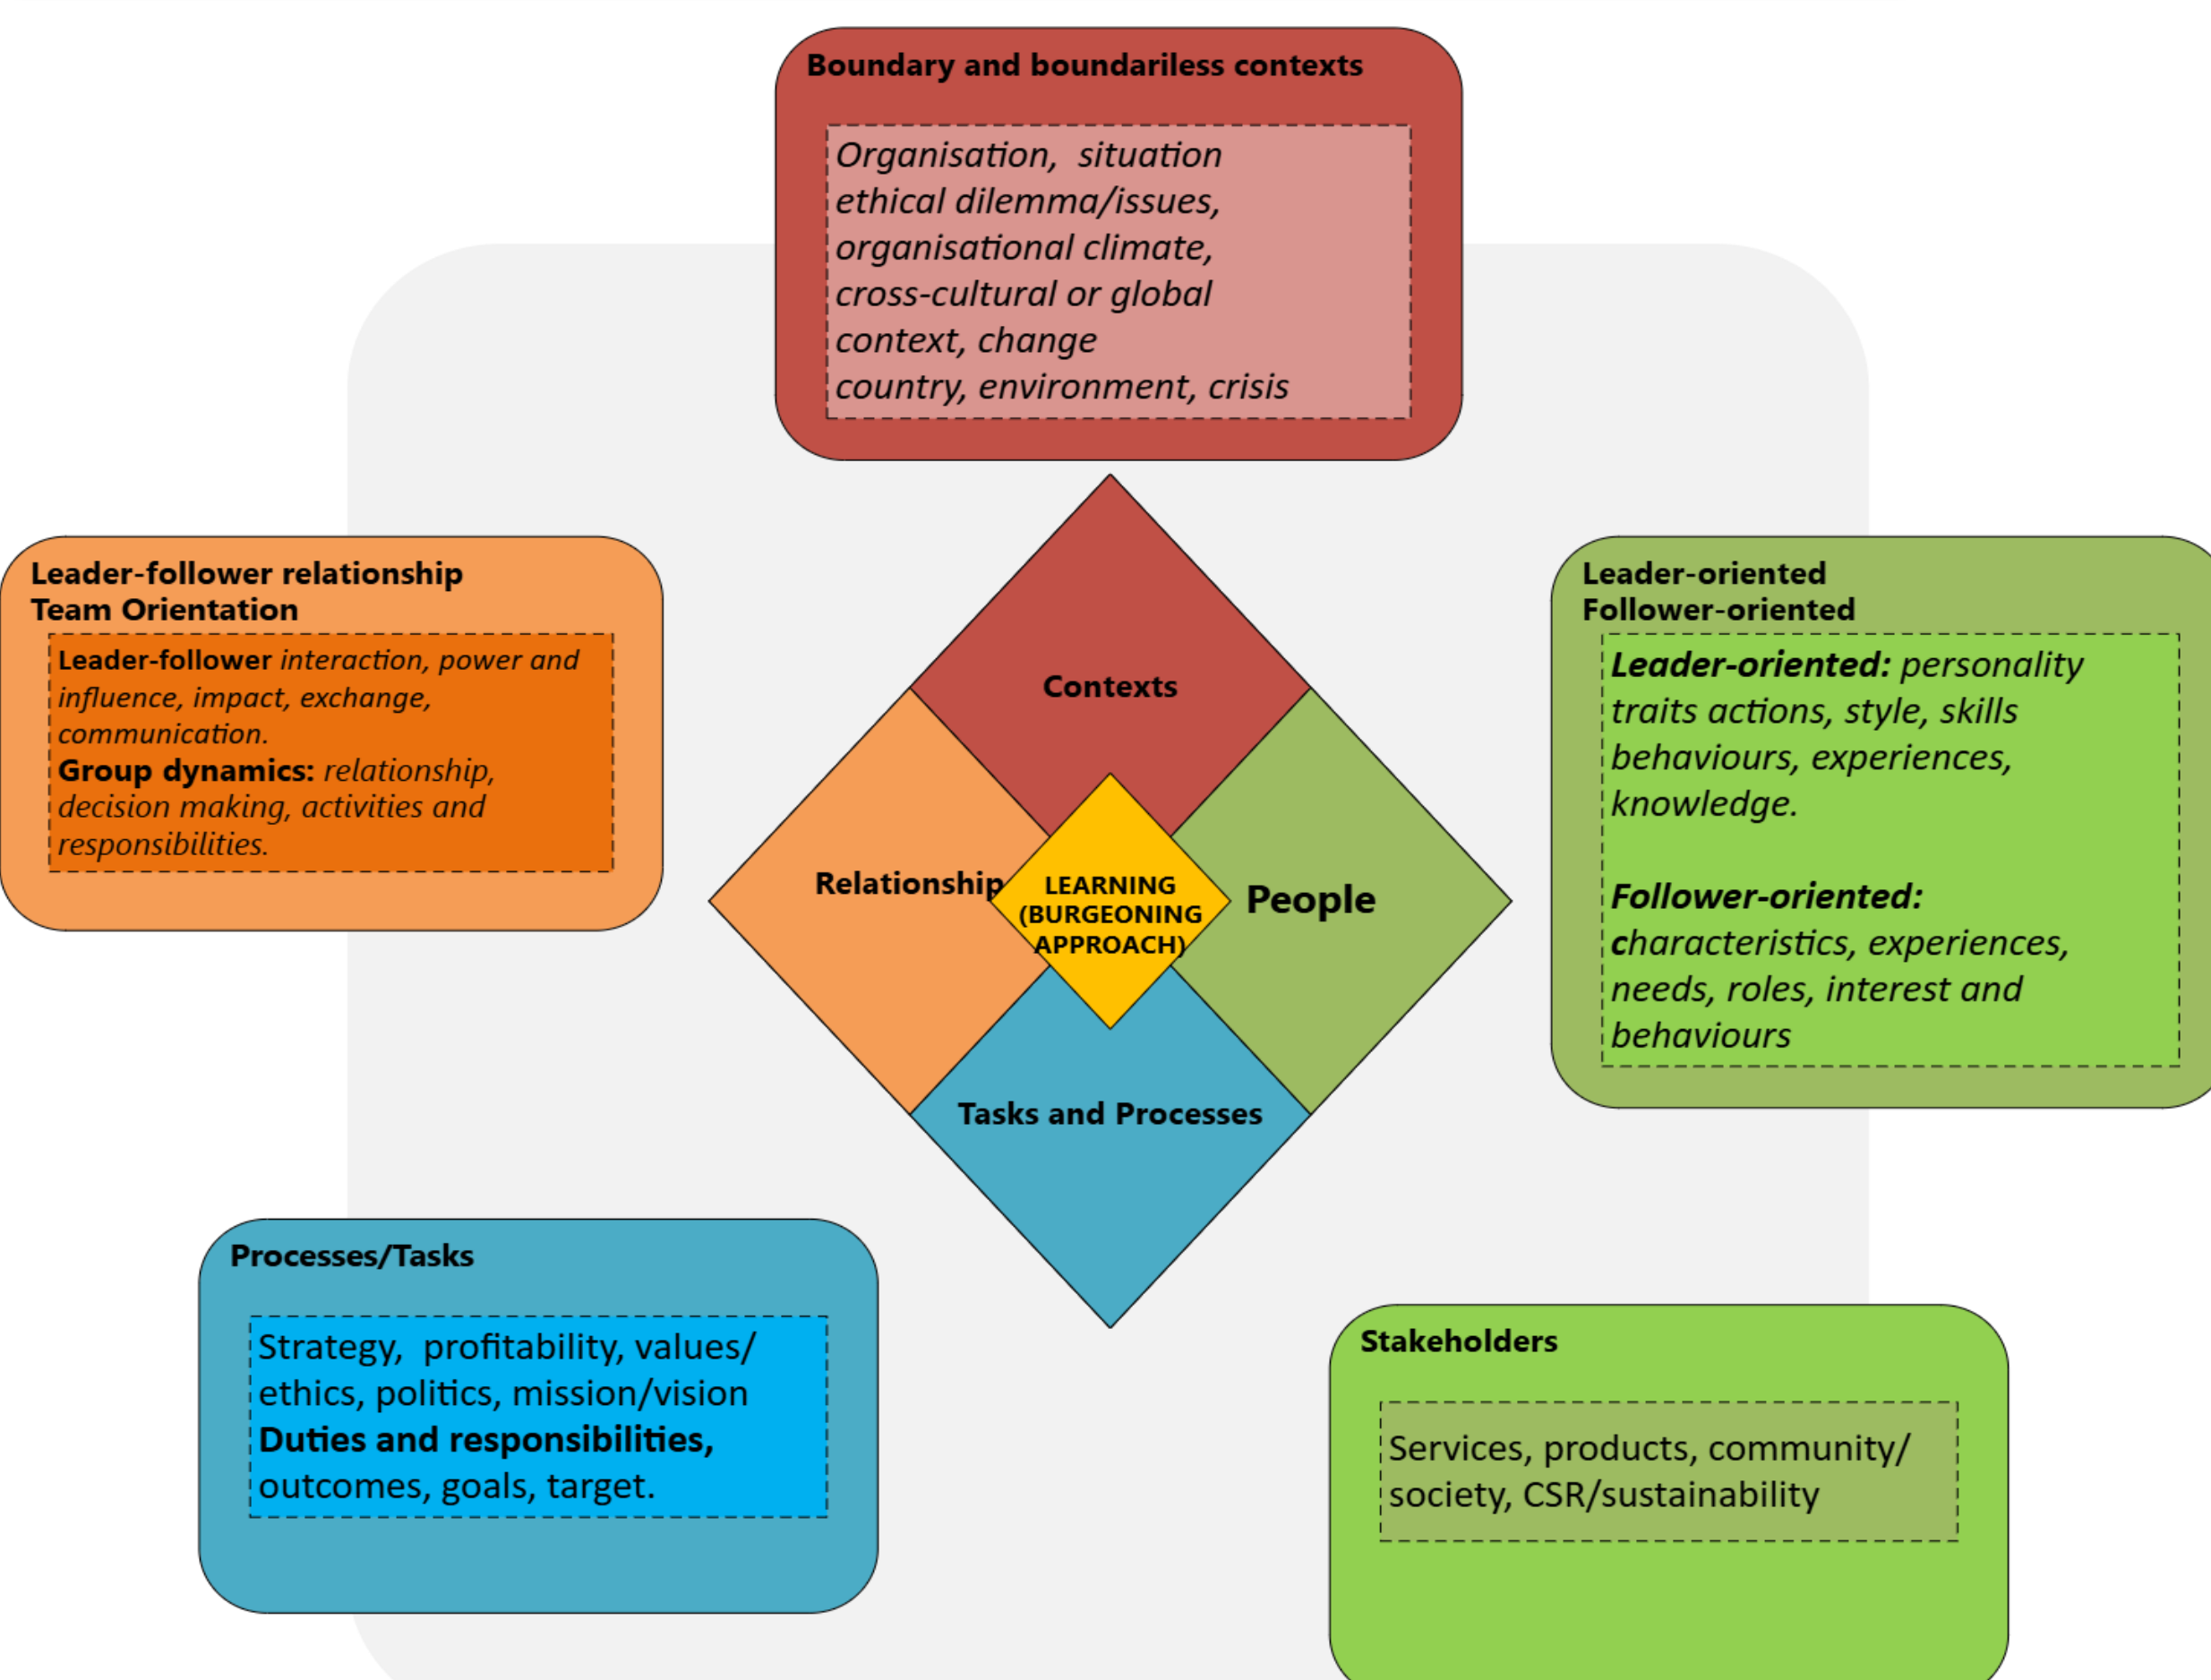 Boundary and boundariless contexts
Organisation,  situation
ethical dilemma/issues,
organisational climate,
cross-cultural or global
context, change
country, environment, crisis
Leader-follower relationship
Team Orientation
Leader-follower interaction, power and
influence, impact, exchange,
communication.
Group dynamics: relationship,
decision making, activities and
responsibilities.
Contexts
Relationship
LEARNING
(BURGEONING
APPROACH)
People
Tasks and Processes
Leader-oriented
Follower-oriented
Leader-oriented: personality
traits actions, style, skills
behaviours, experiences,
knowledge.
Follower-oriented:
characteristics, experiences,
needs, roles, interest and
behaviours
Processes/Tasks
Strategy,  profitability, values/
ethics, politics, mission/vision
Duties and responsibilities,
outcomes, goals, target.
Stakeholders
Services, products, community/
society, CSR/sustainability